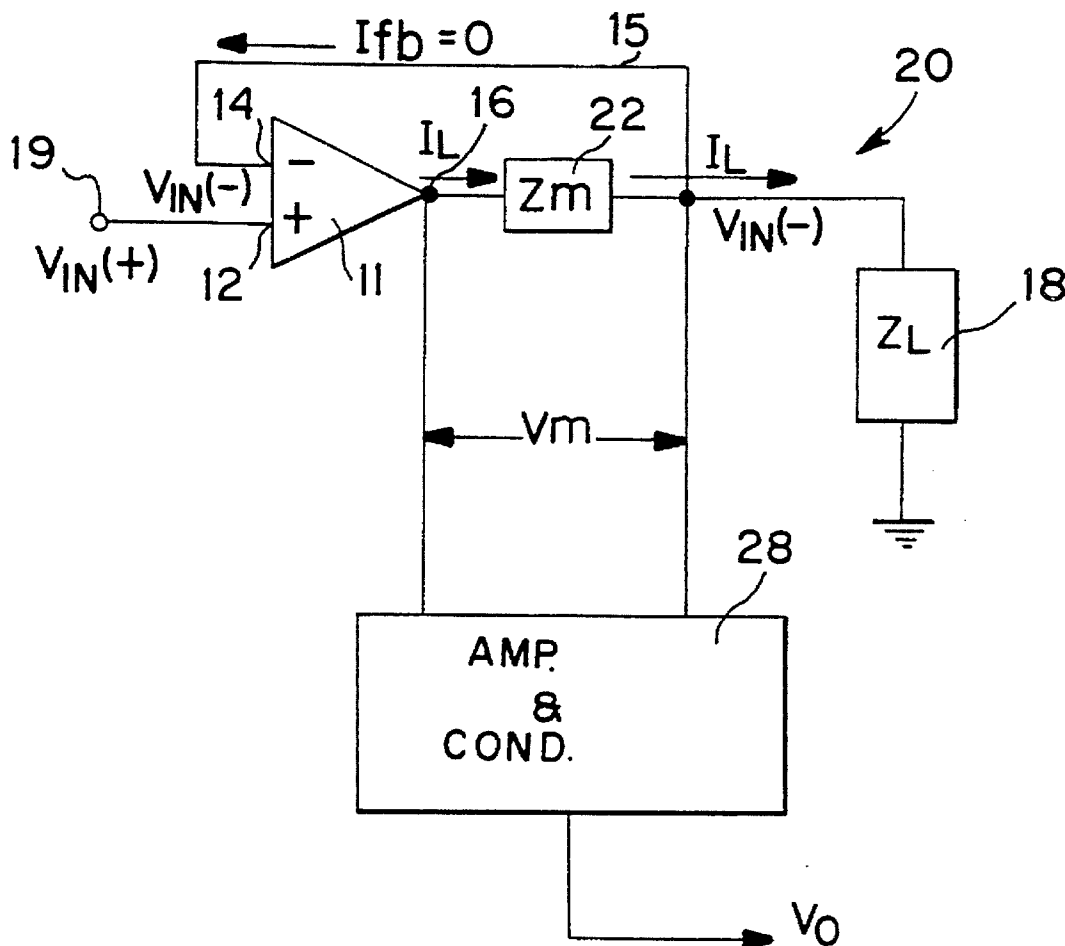 Ifb = 0
15
20
14
16
22
19
IL
IL
VIN(-)
Zm
VIN(-)
VIN(+)
12
11
18
ZL
Vm
28
AMP.
&
COND.
VO